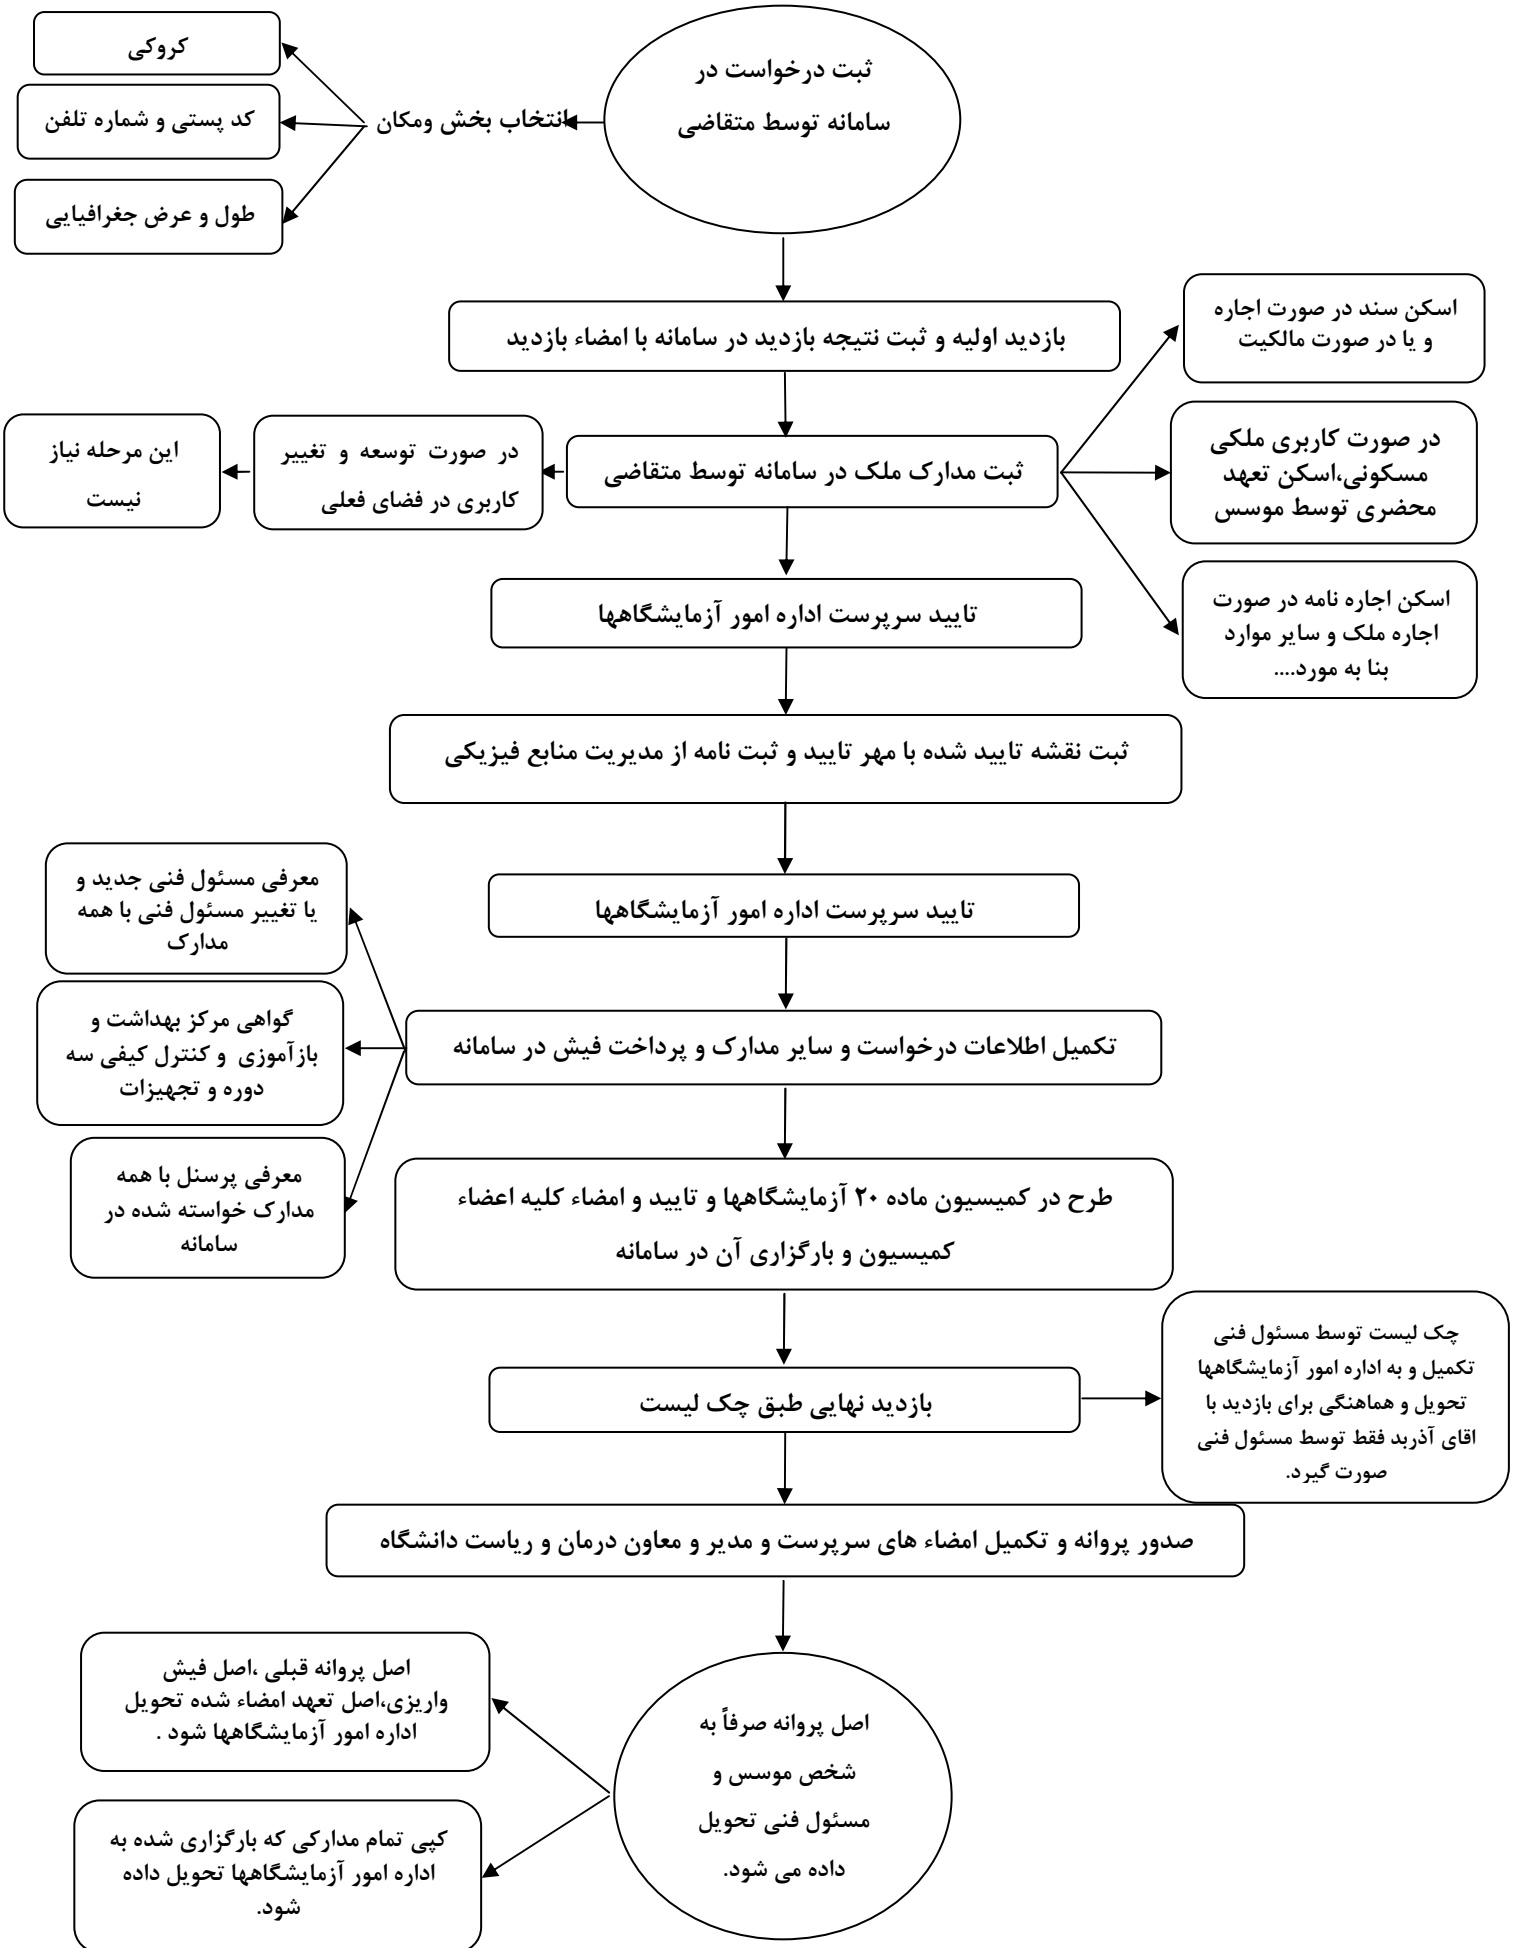 ثبت درخواست در
سامانه توسط متقاضی
انتخاب بخش ومکان
کروکی
کد پستی و شماره تلفن
طول و عرض جغرافیایی
بازدید اولیه و ثبت نتیجه بازدید در سامانه با امضاء بازدید
اسکن سند در صورت اجاره
و یا در صورت مالکیت
در صورت کاربری ملکی
مسکونی،اسکن تعهد
محضری توسط موسس
اسکن اجاره نامه در صورت
اجاره ملک و سایر موارد
بنا به مورد....
ثبت مدارک ملک در سامانه توسط متقاضی
در صورت توسعه و تغییر
کاربری در فضای فعلی
این مرحله نیاز
نیست
تایید سرپرست اداره امور آزمایشگاهها
ثبت نقشه تایید شده با مهر تایید و ثبت نامه از مدیریت منابع فیزیکی
تایید سرپرست اداره امور آزمایشگاهها
تکمیل اطلاعات درخواست و سایر مدارک و پرداخت فیش در سامانه
معرفی مسئول فنی جدید و
یا تغییر مسئول فنی با همه
مدارک
گواهی مرکز بهداشت و
بازآموزی و کنترل کیفی سه
دوره و تجهیزات
معرفی پرسنل با همه
مدارک خواسته شده در
سامانه
طرح در کمیسیون ماده ۲۰ آزمایشگاهها و تایید و امضاء کلیه اعضاء
کمیسیون و بارگزاری آن در سامانه
بازدید نهایی طبق چک لیست
چک لیست توسط مسئول فنی
تکمیل و به اداره امور آزمایشگاهها
تحویل و هماهنگی برای بازدید با
اقای آذربد فقط توسط مسئول فنی
صورت گیرد.
صدور پروانه و تکمیل امضاء های سرپرست و مدیر و معاون درمان و ریاست دانشگاه
اصل پروانه صرفاً به
شخص موسس و
مسئول فنی تحویل
داده می شود.
اصل پروانه قبلی ،اصل فیش
واریزی،اصل تعهد امضاء شده تحویل
اداره امور آزمایشگاهها شود .
کپی تمام مدارکی که بارگزاری شده به
اداره امور آزمایشگاهها تحویل داده
شود.